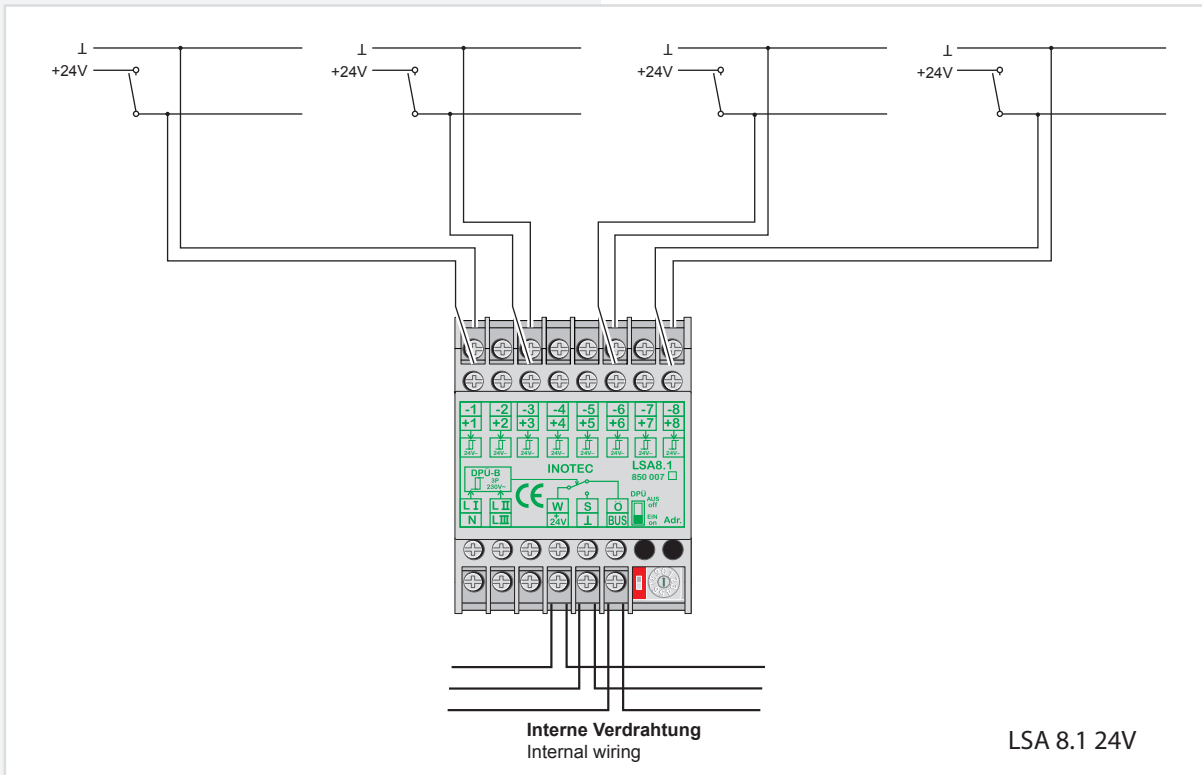 ⊥ ⊥ ⊥ ⊥
+24V +24V +24V +24V
-1 -2 -3 -4 -5 -6 -7 -8
+1 +2 +3 +4 +5 +6 +7 +8
24V~ 24V~ 24V~ 24V~ 24V~ 24V~ 24V~ 24V~
DPÜ-B
3P
230V~
CE
INOTEC
LSA8.1
850 007
L I L II W S Ö
N LIII + 24V ⊥ BUS
DPÜ
AUS
off
EIN
on
Adr.
Interne Verdrahtung
Internal wiring
LSA 8.1 24V